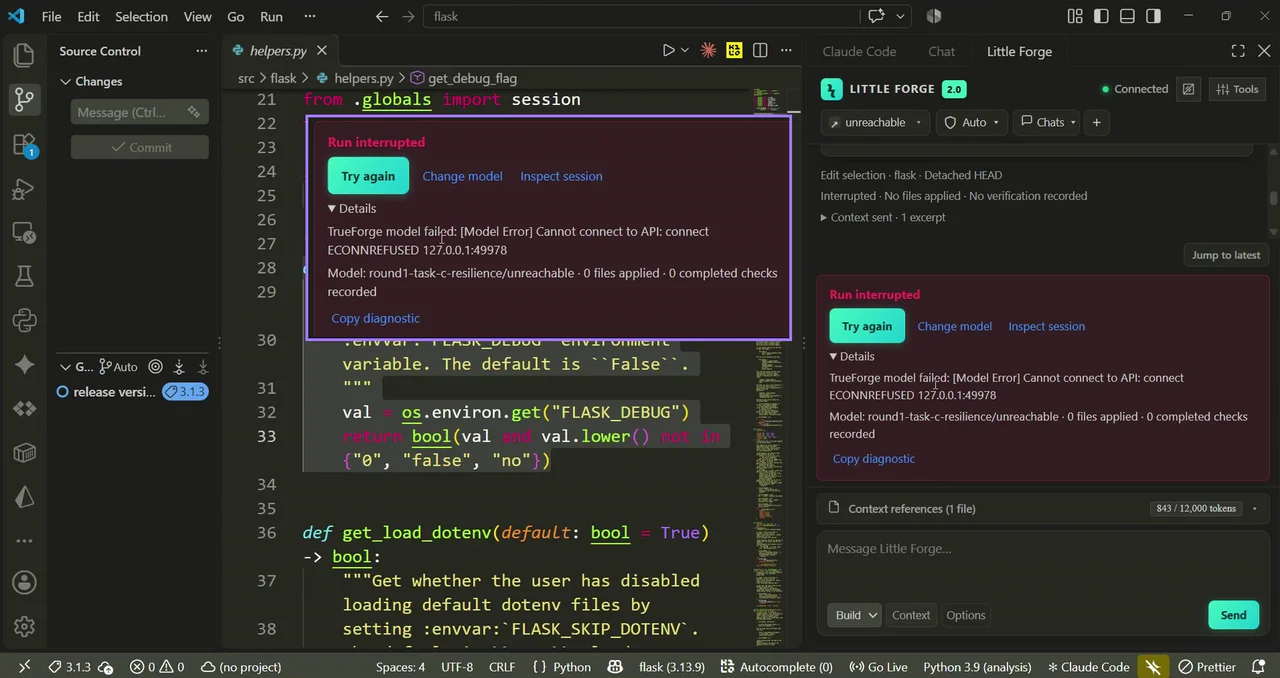 File Edit Selection View Go Run ···
flask
Source Control
Changes
Message (Ctrl...
Commit
G... Auto
release versi... 3.1.3
1
helpers.py
src > flask > helpers.py > get_debug_flag
21 from .globals import session
22
23
24
25
26
27
28
29
Run interrupted
Try again Change model Inspect session
▼ Details
TrueForge model failed: [Model Error] Cannot connect to API: connect
ECONNREFUSED 127.0.0.1:49978
Model: round1-task-c-resilience/unreachable · 0 files applied · 0 completed checks
recorded
Copy diagnostic
30 :envvar:`FLASK_DEBUG` environment
variable. The default is ``False``.
31 """
32 val = os.environ.get("FLASK_DEBUG")
33 return bool(val and val.lower() not in
{"0", "false", "no"})
34
35
36 def get_load_dotenv(default: bool = True)
-> bool:
37 """Get whether the user has disabled
loading default dotenv files by
38 setting :envvar:`FLASK_SKIP_DOTENV`.
Claude Code Chat Little Forge
LITTLE FORGE 2.0 Connected Tools
unreachable Auto Chats +
Edit selection · flask · Detached HEAD
Interrupted · No files applied · No verification recorded
▶ Context sent · 1 excerpt
Jump to latest
Run interrupted
Try again Change model Inspect session
▼ Details
TrueForge model failed: [Model Error] Cannot connect to API: connect
ECONNREFUSED 127.0.0.1:49978
Model: round1-task-c-resilience/unreachable · 0 files applied · 0 completed checks
recorded
Copy diagnostic
Context references (1 file) 843 / 12,000 tokens
Message Little Forge...
Build Context Options Send
3.1.3 0 0 (no project) Spaces: 4 UTF-8 CRLF { } Python flask (3.13.9) Autocomplete (0) Go Live Python 3.9 (analysis) Claude Code Prettier